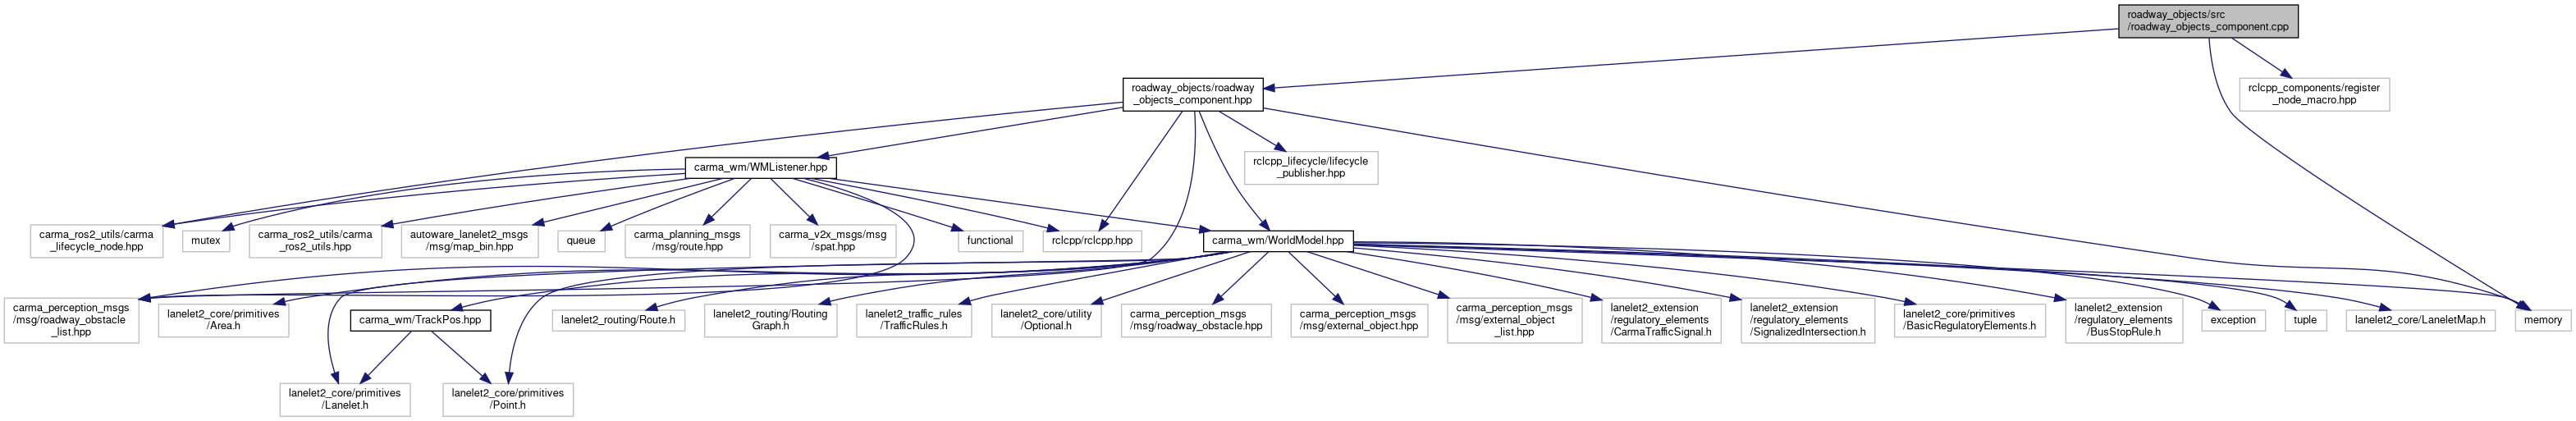 roadway_objects/src
/roadway_objects_component.cpp
roadway_objects/roadway
_objects_component.hpp
rclcpp_components/register
_node_macro.hpp
carma_wm/WMListener.hpp
rclcpp_lifecycle/lifecycle
_publisher.hpp
carma_ros2_utils/carma
_lifecycle_node.hpp
mutex
carma_ros2_utils/carma
_ros2_utils.hpp
autoware_lanelet2_msgs
/msg/map_bin.hpp
queue
carma_planning_msgs
/msg/route.hpp
carma_v2x_msgs/msg
/spat.hpp
functional
rclcpp/rclcpp.hpp
carma_wm/WorldModel.hpp
carma_perception_msgs
/msg/roadway_obstacle
_list.hpp
lanelet2_core/primitives
/Area.h
carma_wm/TrackPos.hpp
lanelet2_routing/Route.h
lanelet2_routing/Routing
Graph.h
lanelet2_traffic_rules
/TrafficRules.h
lanelet2_core/utility
/Optional.h
carma_perception_msgs
/msg/roadway_obstacle.hpp
carma_perception_msgs
/msg/external_object.hpp
carma_perception_msgs
/msg/external_object
_list.hpp
lanelet2_extension
/regulatory_elements
/CarmaTrafficSignal.h
lanelet2_extension
/regulatory_elements
/SignalizedIntersection.h
lanelet2_core/primitives
/BasicRegulatoryElements.h
lanelet2_extension
/regulatory_elements
/BusStopRule.h
exception
tuple
lanelet2_core/LaneletMap.h
memory
lanelet2_core/primitives
/Lanelet.h
lanelet2_core/primitives
/Point.h